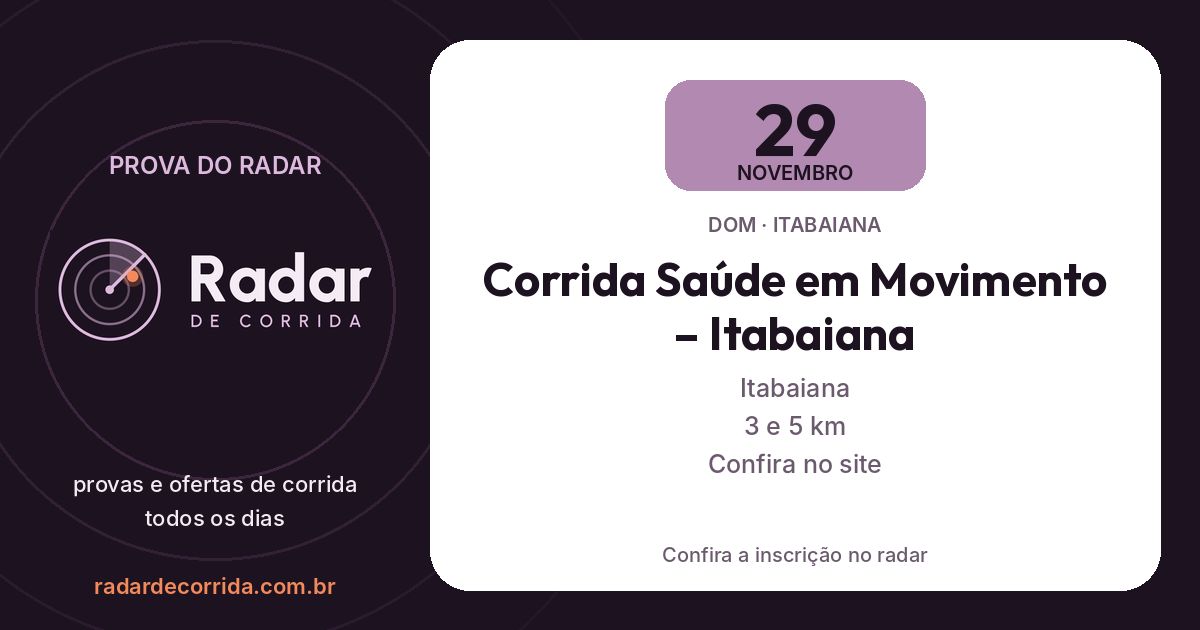 PROVA DO RADAR
Radar
DE CORRIDA
provas e ofertas de corrida
todos os dias
radardecorrida.com.br
29
NOVEMBRO
DOM · ITABAIANA
Corrida Saúde em Movimento
– Itabaiana
Itabaiana
3 e 5 km
Confira no site
Confira a inscrição no radar